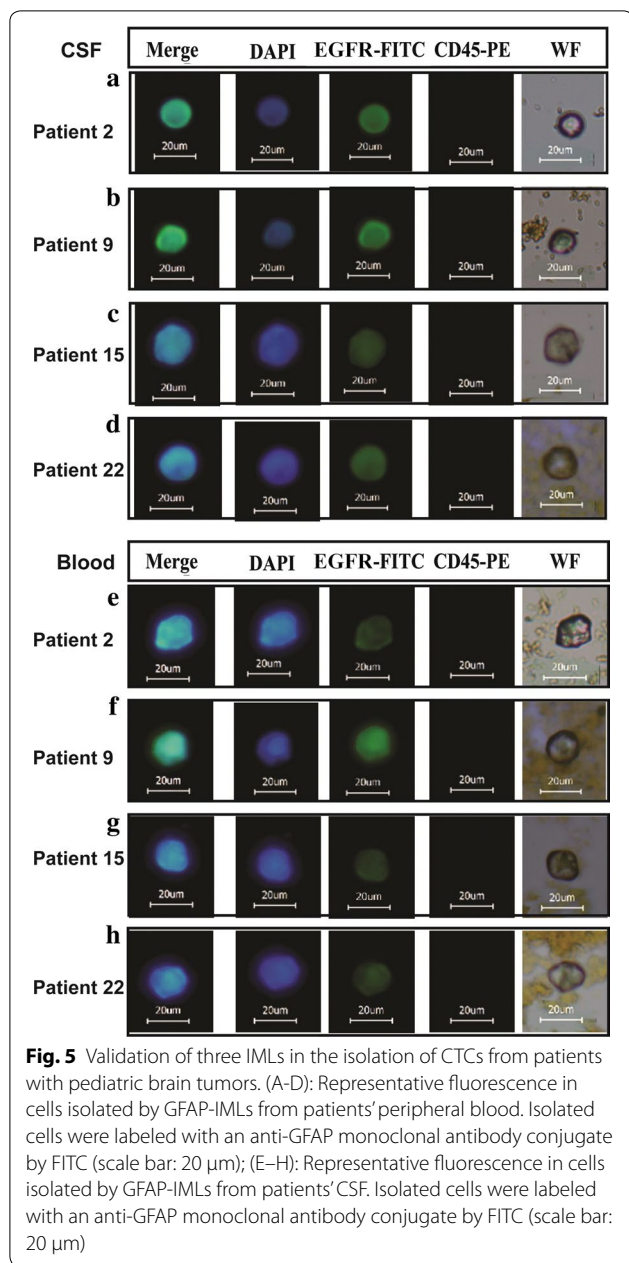 CSF Merge DAPI EGFR-FITC CD45-PE WF
a
Patient 2
20um 20um 20um 20um 20um
b
Patient 9
20um 20um 20um 20um 20um
c
Patient 15
20um 20um 20um 20um 20um
d
Patient 22
20um 20um 20um 20um 20um
Blood Merge DAPI EGFR-FITC CD45-PE WF
e
Patient 2
20um 20um 20um 20um 20um
f
Patient 9
20um 20um 20um 20um 20um
g
Patient 15
20um 20um 20um 20um 20um
h
Patient 22
20um 20um 20um 20um 20um
Fig. 5 Validation of three IMLs in the isolation of CTCs from patients
with pediatric brain tumors. (A-D): Representative fluorescence in
cells isolated by GFAP-IMLs from patients’ peripheral blood. Isolated
cells were labeled with an anti-GFAP monoclonal antibody conjugate
by FITC (scale bar: 20 μm); (E–H): Representative fluorescence in cells
isolated by GFAP-IMLs from patients’ CSF. Isolated cells were labeled
with an anti-GFAP monoclonal antibody conjugate by FITC (scale bar:
20 μm)